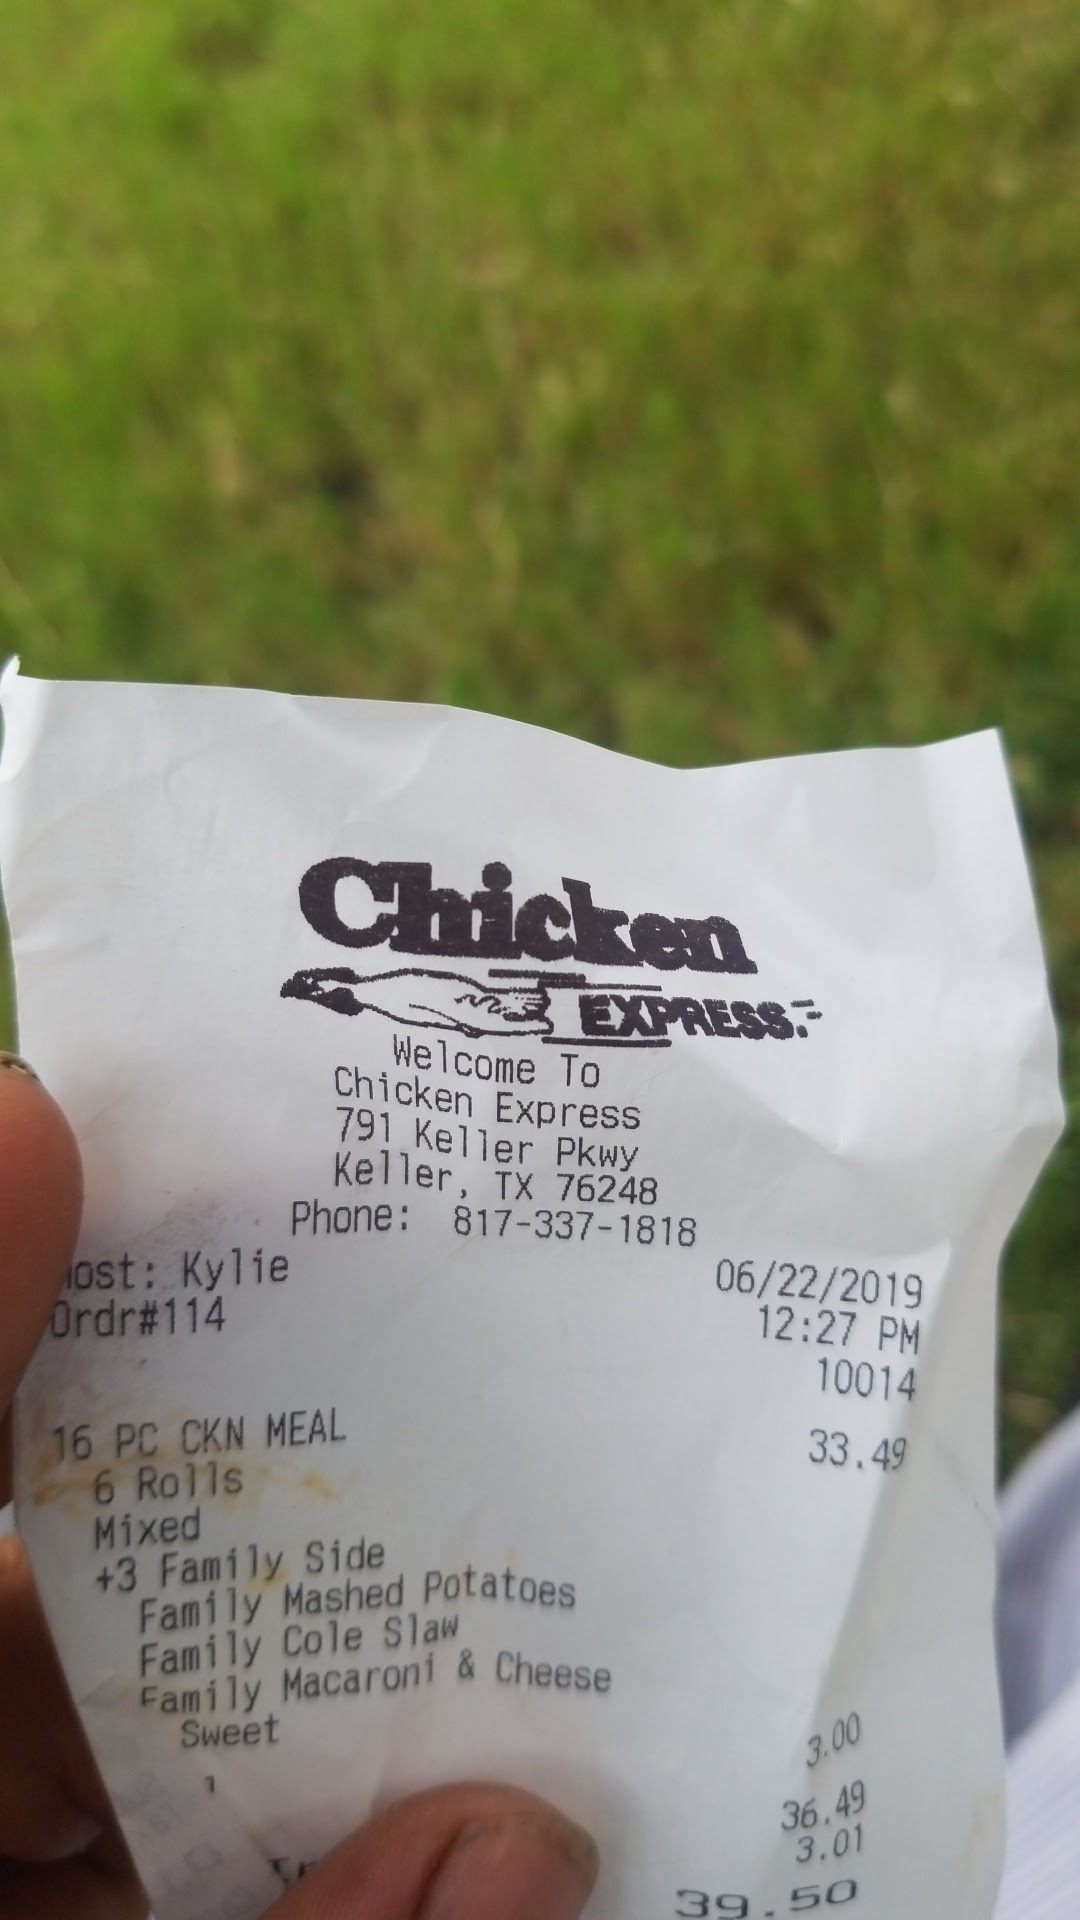 Chicken
EXPRESS.
Welcome To
Chicken Express
791 Keller Pkwy
Keller, TX 76248
Phone: 817-337-1818
Host: Kylie 06/22/2019
Ordr#114 12:27 PM
10014
16 PC CKN MEAL 33.49
6 Rolls
Mixed
+3 Family Side
Family Mashed Potatoes
Family Cole Slaw
Family Macaroni & Cheese
Sweet 3.00
36.49
3.01
39.50